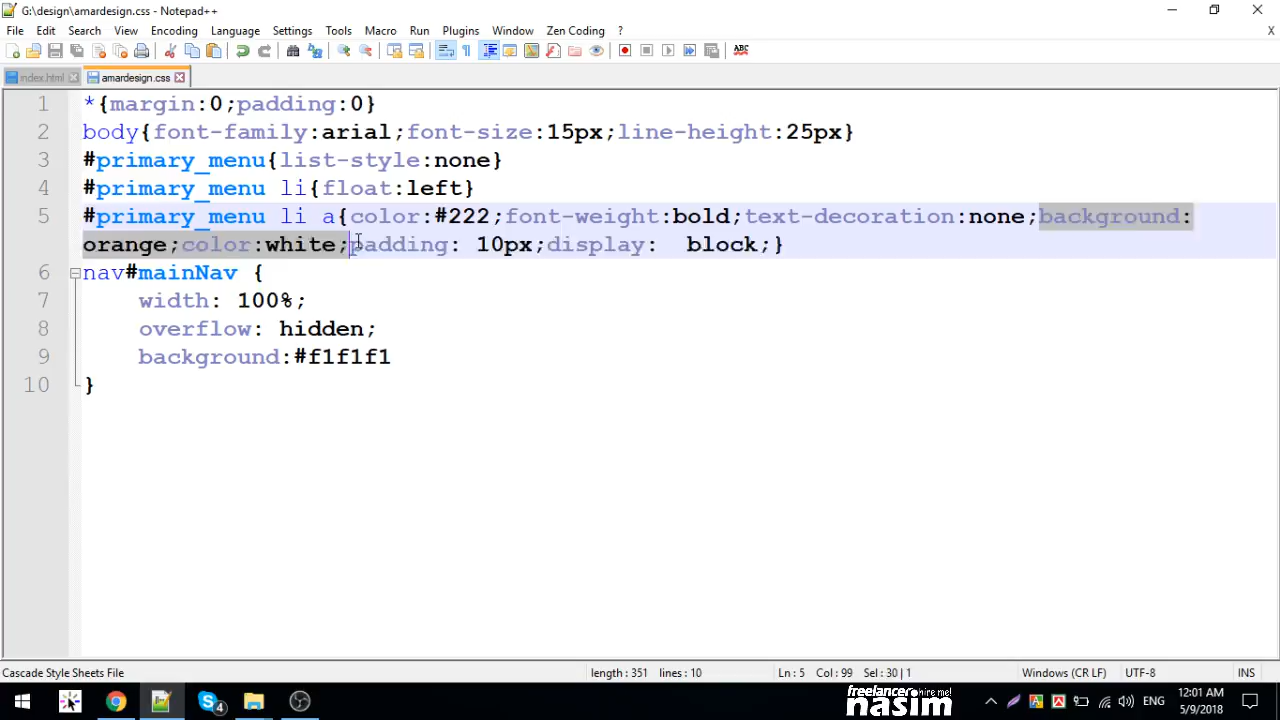 G:\design\amardesign.css - Notepad++
File Edit Search View Encoding Language Settings Tools Macro Run Plugins Window Zen Coding ? X
index.html amardesign.css
1 *{margin:0;padding:0}
2 body{font-family:arial;font-size:15px;line-height:25px}
3 #primary_menu{list-style:none}
4 #primary_menu li{float:left}
5 #primary_menu li a{color:#222;font-weight:bold;text-decoration:none;background:
orange;color:white;padding: 10px;display:  block;}
6 nav#mainNav {
7 width: 100%;
8 overflow: hidden;
9 background:#f1f1f1
10 }
Cascade Style Sheets File length : 351 lines : 10 Ln : 5 Col : 99 Sel : 30 | 1 Windows (CR LF) UTF-8 INS
freelancer hire me!
nasim
ENG
12:01 AM
5/9/2018